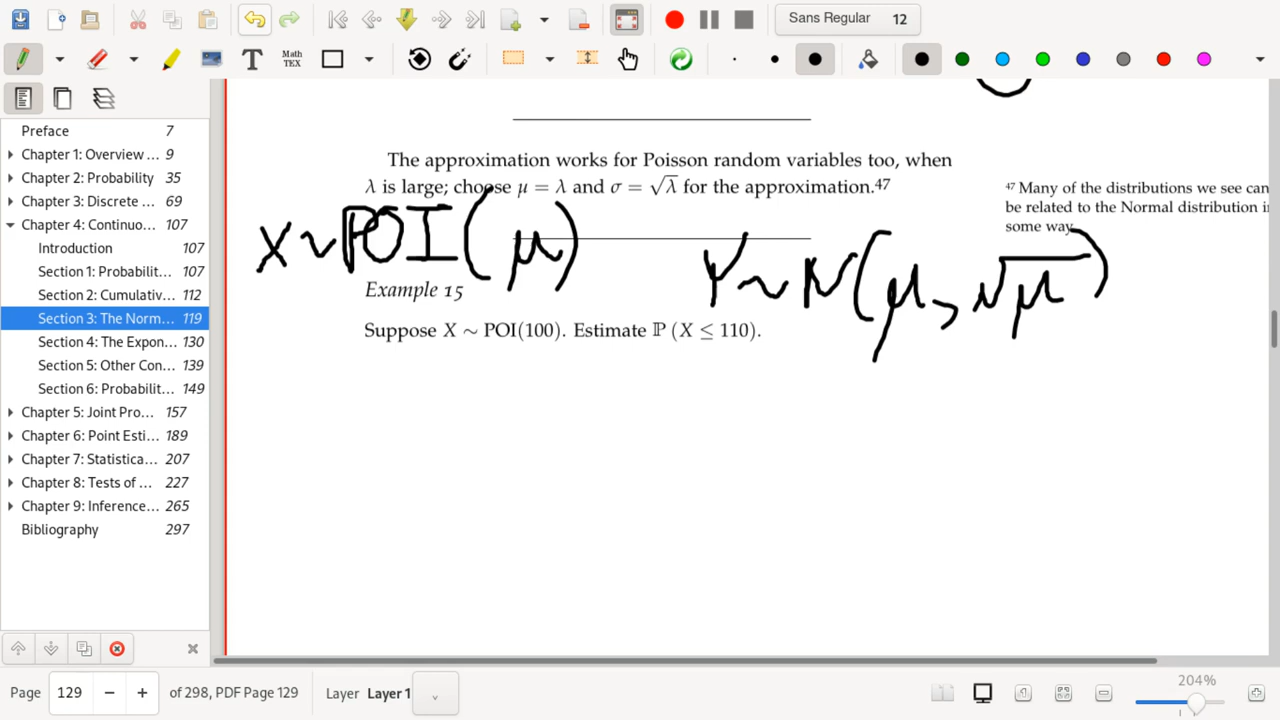 Sans Regular 12
T Math TEX
Preface 7
Chapter 1: Overview ... 9
Chapter 2: Probability 35
Chapter 3: Discrete ... 69
Chapter 4: Continuo... 107
Introduction 107
Section 1: Probabilit... 107
Section 2: Cumulativ... 112
Section 3: The Norm... 119
Section 4: The Expon... 130
Section 5: Other Con... 139
Section 6: Probabilit... 149
Chapter 5: Joint Pro... 157
Chapter 6: Point Esti... 189
Chapter 7: Statistica... 207
Chapter 8: Tests of ... 227
Chapter 9: Inference... 265
Bibliography 297
The approximation works for Poisson random variables too, when
λ is large; choose μ = λ and σ = √λ for the approximation.47
47 Many of the distributions we see can
be related to the Normal distribution i
some way.
X ~ POI(μ)
Y ~ N(μ, √μ)
Example 15
Suppose X ∼ POI(100). Estimate ℙ (X ≤ 110).
Page 129 − + of 298, PDF Page 129 Layer Layer 1 204%